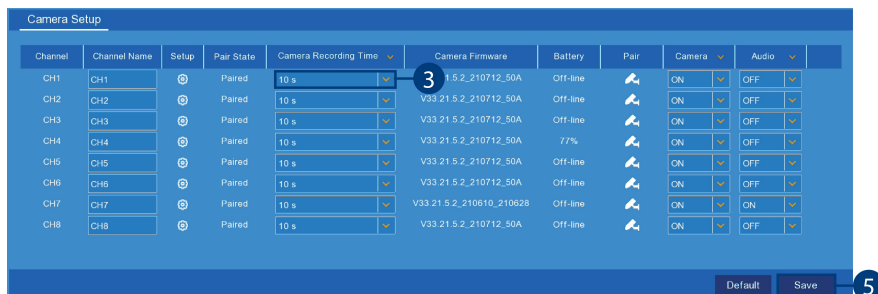 Camera Setup
Channel Channel Name Setup Pair State Camera Recording Time Camera Firmware Battery Pair Camera Audio
CH1 CH1 Paired 10 s 3 .1.5.2_210712_50A Off-line ON OFF
CH2 CH2 Paired 10 s V33.21.5.2_210712_50A Off-line ON OFF
CH3 CH3 Paired 10 s V33.21.5.2_210712_50A Off-line ON OFF
CH4 CH4 Paired 10 s V33.21.5.2_210712_50A 77% ON OFF
CH5 CH5 Paired 10 s V33.21.5.2_210712_50A Off-line ON OFF
CH6 CH6 Paired 10 s V33.21.5.2_210712_50A Off-line ON OFF
CH7 CH7 Paired 10 s V33.21.5.2_210610_210628 Off-line ON ON
CH8 CH8 Paired 10 s V33.21.5.2_210712_50A Off-line ON OFF
Default Save 5